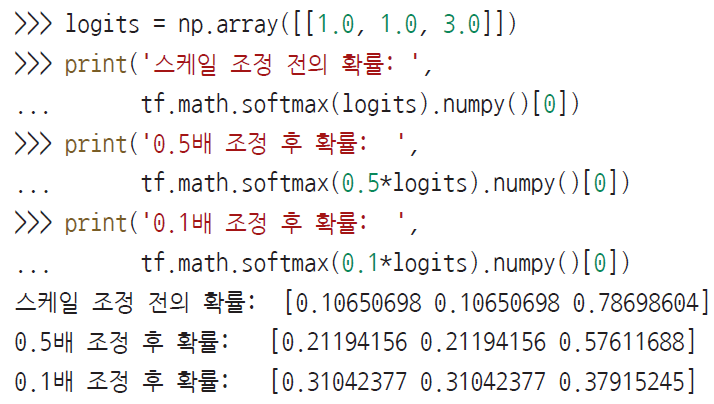 >>> logits = np.array([[1.0, 1.0, 3.0]])
>>> print('스케일 조정 전의 확률: ',
...       tf.math.softmax(logits).numpy()[0])
>>> print('0.5배 조정 후 확률:  ',
...       tf.math.softmax(0.5*logits).numpy()[0])
>>> print('0.1배 조정 후 확률:  ',
...       tf.math.softmax(0.1*logits).numpy()[0])
스케일 조정 전의 확률:  [0.10650698 0.10650698 0.78698604]
0.5배 조정 후 확률:   [0.21194156 0.21194156 0.57611688]
0.1배 조정 후 확률:   [0.31042377 0.31042377 0.37915245]